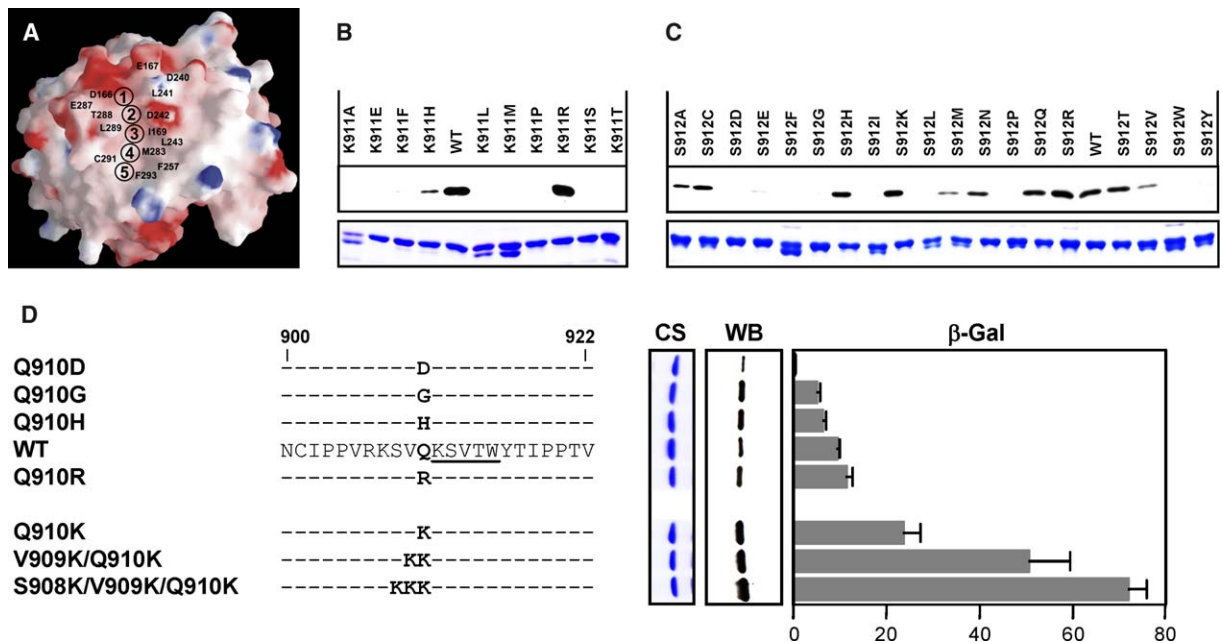 A
E167
D240
D166
L241
E287
1
T288
2
D242
L289
3
I169
L243
C291
4
M283
F257
5
F293
B
K911A
K911E
K911F
K911H
WT
K911L
K911M
K911P
K911R
K911S
K911T
C
S912A
S912C
S912D
S912E
S912F
S912G
S912H
S912I
S912K
S912L
S912M
S912N
S912P
S912Q
S912R
WT
S912T
S912V
S912W
S912Y
D
900 922
CS WB β-Gal
Q910D ----------D------------
Q910G ----------G------------
Q910H ----------H------------
WT NCIPPVRKSVQKSVTWYTIPPTV
Q910R ----------R------------
Q910K ----------K------------
V909K/Q910K ---------KK------------
S908K/V909K/Q910K --------KKK------------
0 20 40 60 80